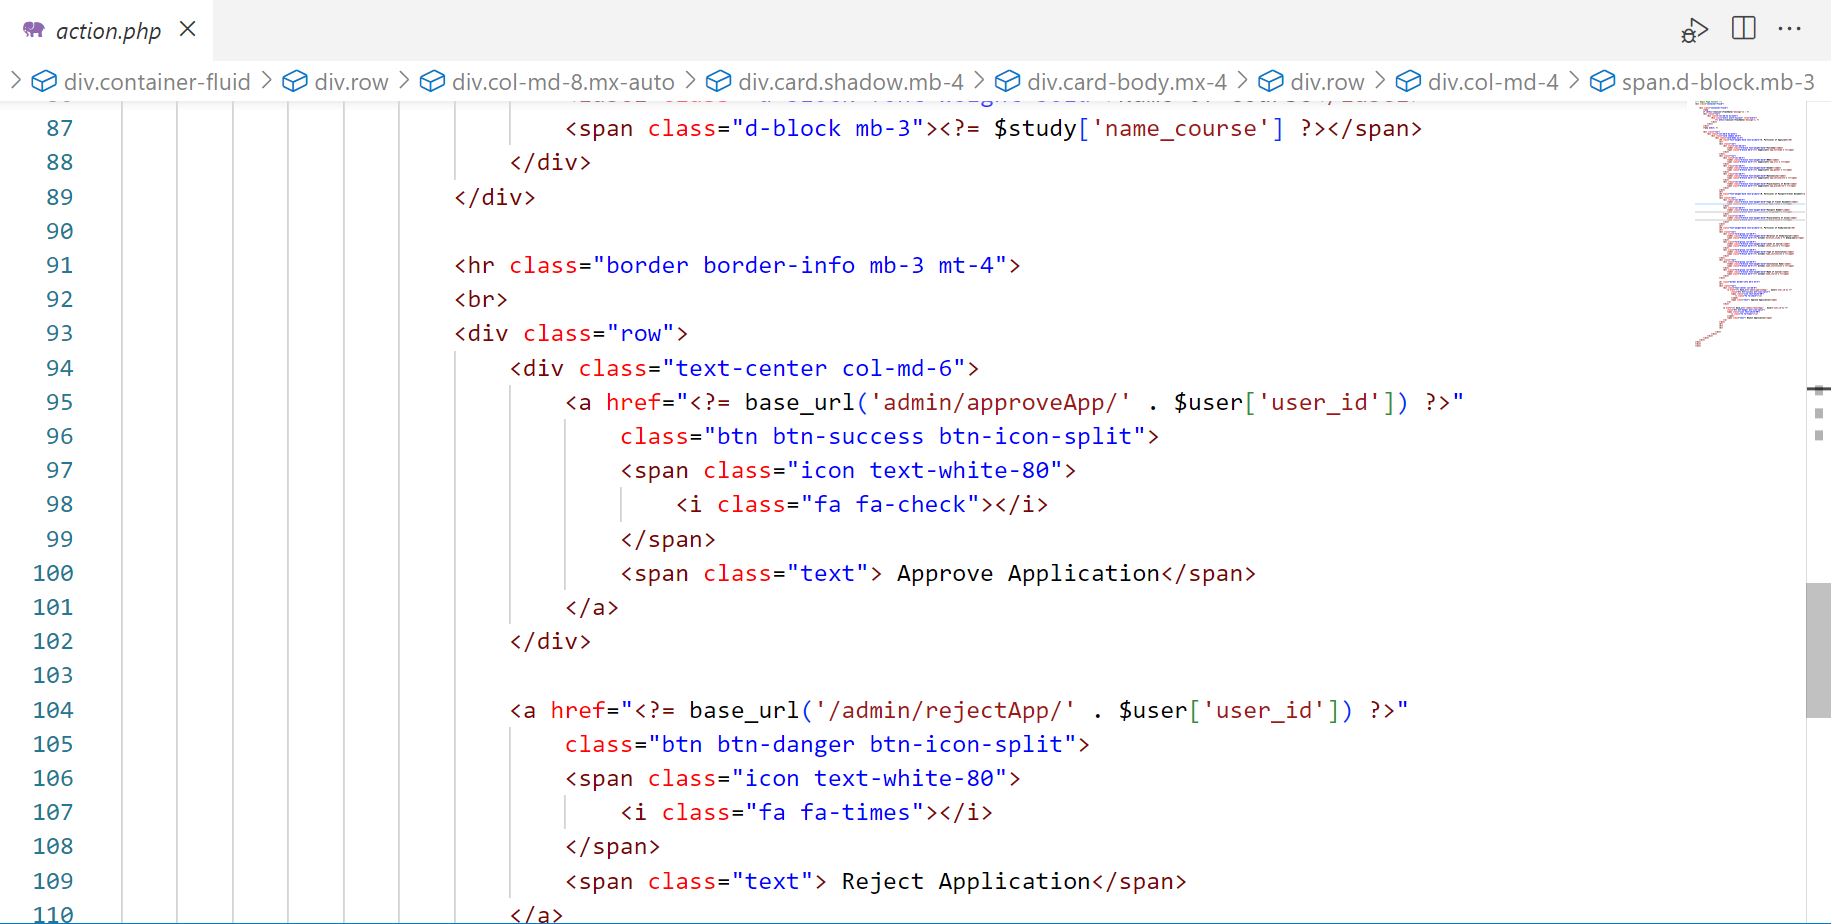 action.php
div.container-fluid > div.row > div.col-md-8.mx-auto > div.card.shadow.mb-4 > div.card-body.mx-4 > div.row > div.col-md-4 > span.d-block.mb-3
87 <span class="d-block mb-3"><?= $study['name_course'] ?></span>
88 </div>
89 </div>
90
91 <hr class="border border-info mb-3 mt-4">
92 <br>
93 <div class="row">
94 <div class="text-center col-md-6">
95 <a href="<?= base_url('admin/approveApp/' . $user['user_id']) ?>"
96 class="btn btn-success btn-icon-split">
97 <span class="icon text-white-80">
98 <i class="fa fa-check"></i>
99 </span>
100 <span class="text"> Approve Application</span>
101 </a>
102 </div>
103
104 <a href="<?= base_url('/admin/rejectApp/' . $user['user_id']) ?>"
105 class="btn btn-danger btn-icon-split">
106 <span class="icon text-white-80">
107 <i class="fa fa-times"></i>
108 </span>
109 <span class="text"> Reject Application</span>
110 </a>